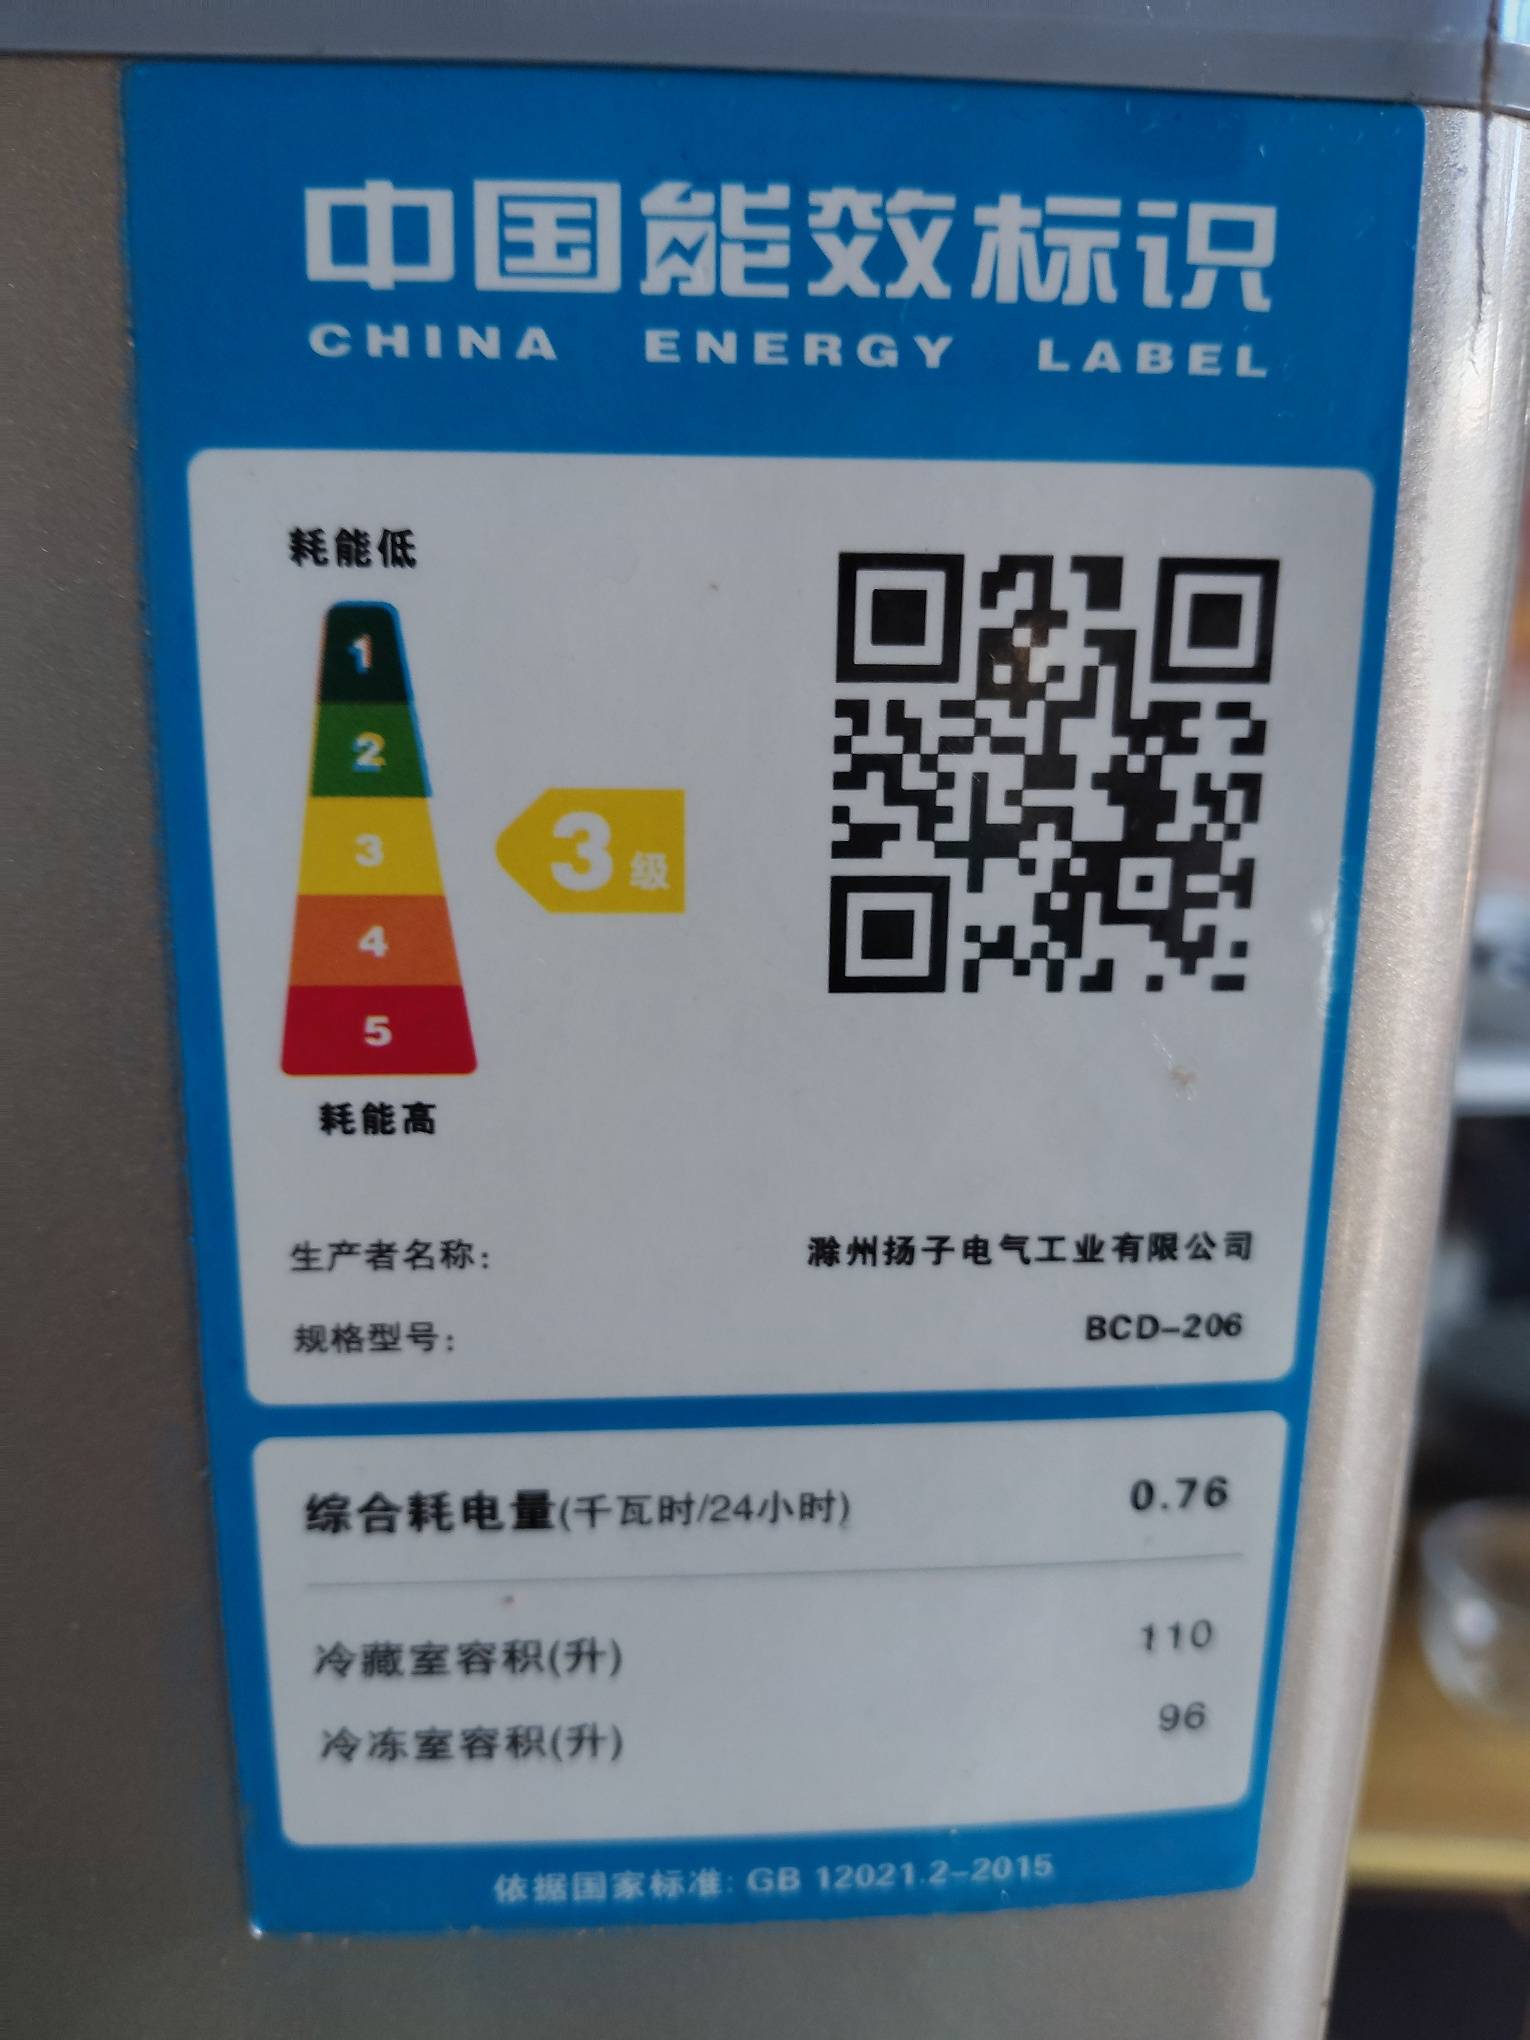 中国能效标识
CHINA ENERGY LABEL
耗能低
1
2
3
3级
4
5
耗能高
生产者名称: 滁州扬子电气工业有限公司
规格型号: BCD-206
综合耗电量(千瓦时/24小时) 0.76
冷藏室容积(升) 110
冷冻室容积(升) 96
依据国家标准: GB 12021.2-2015